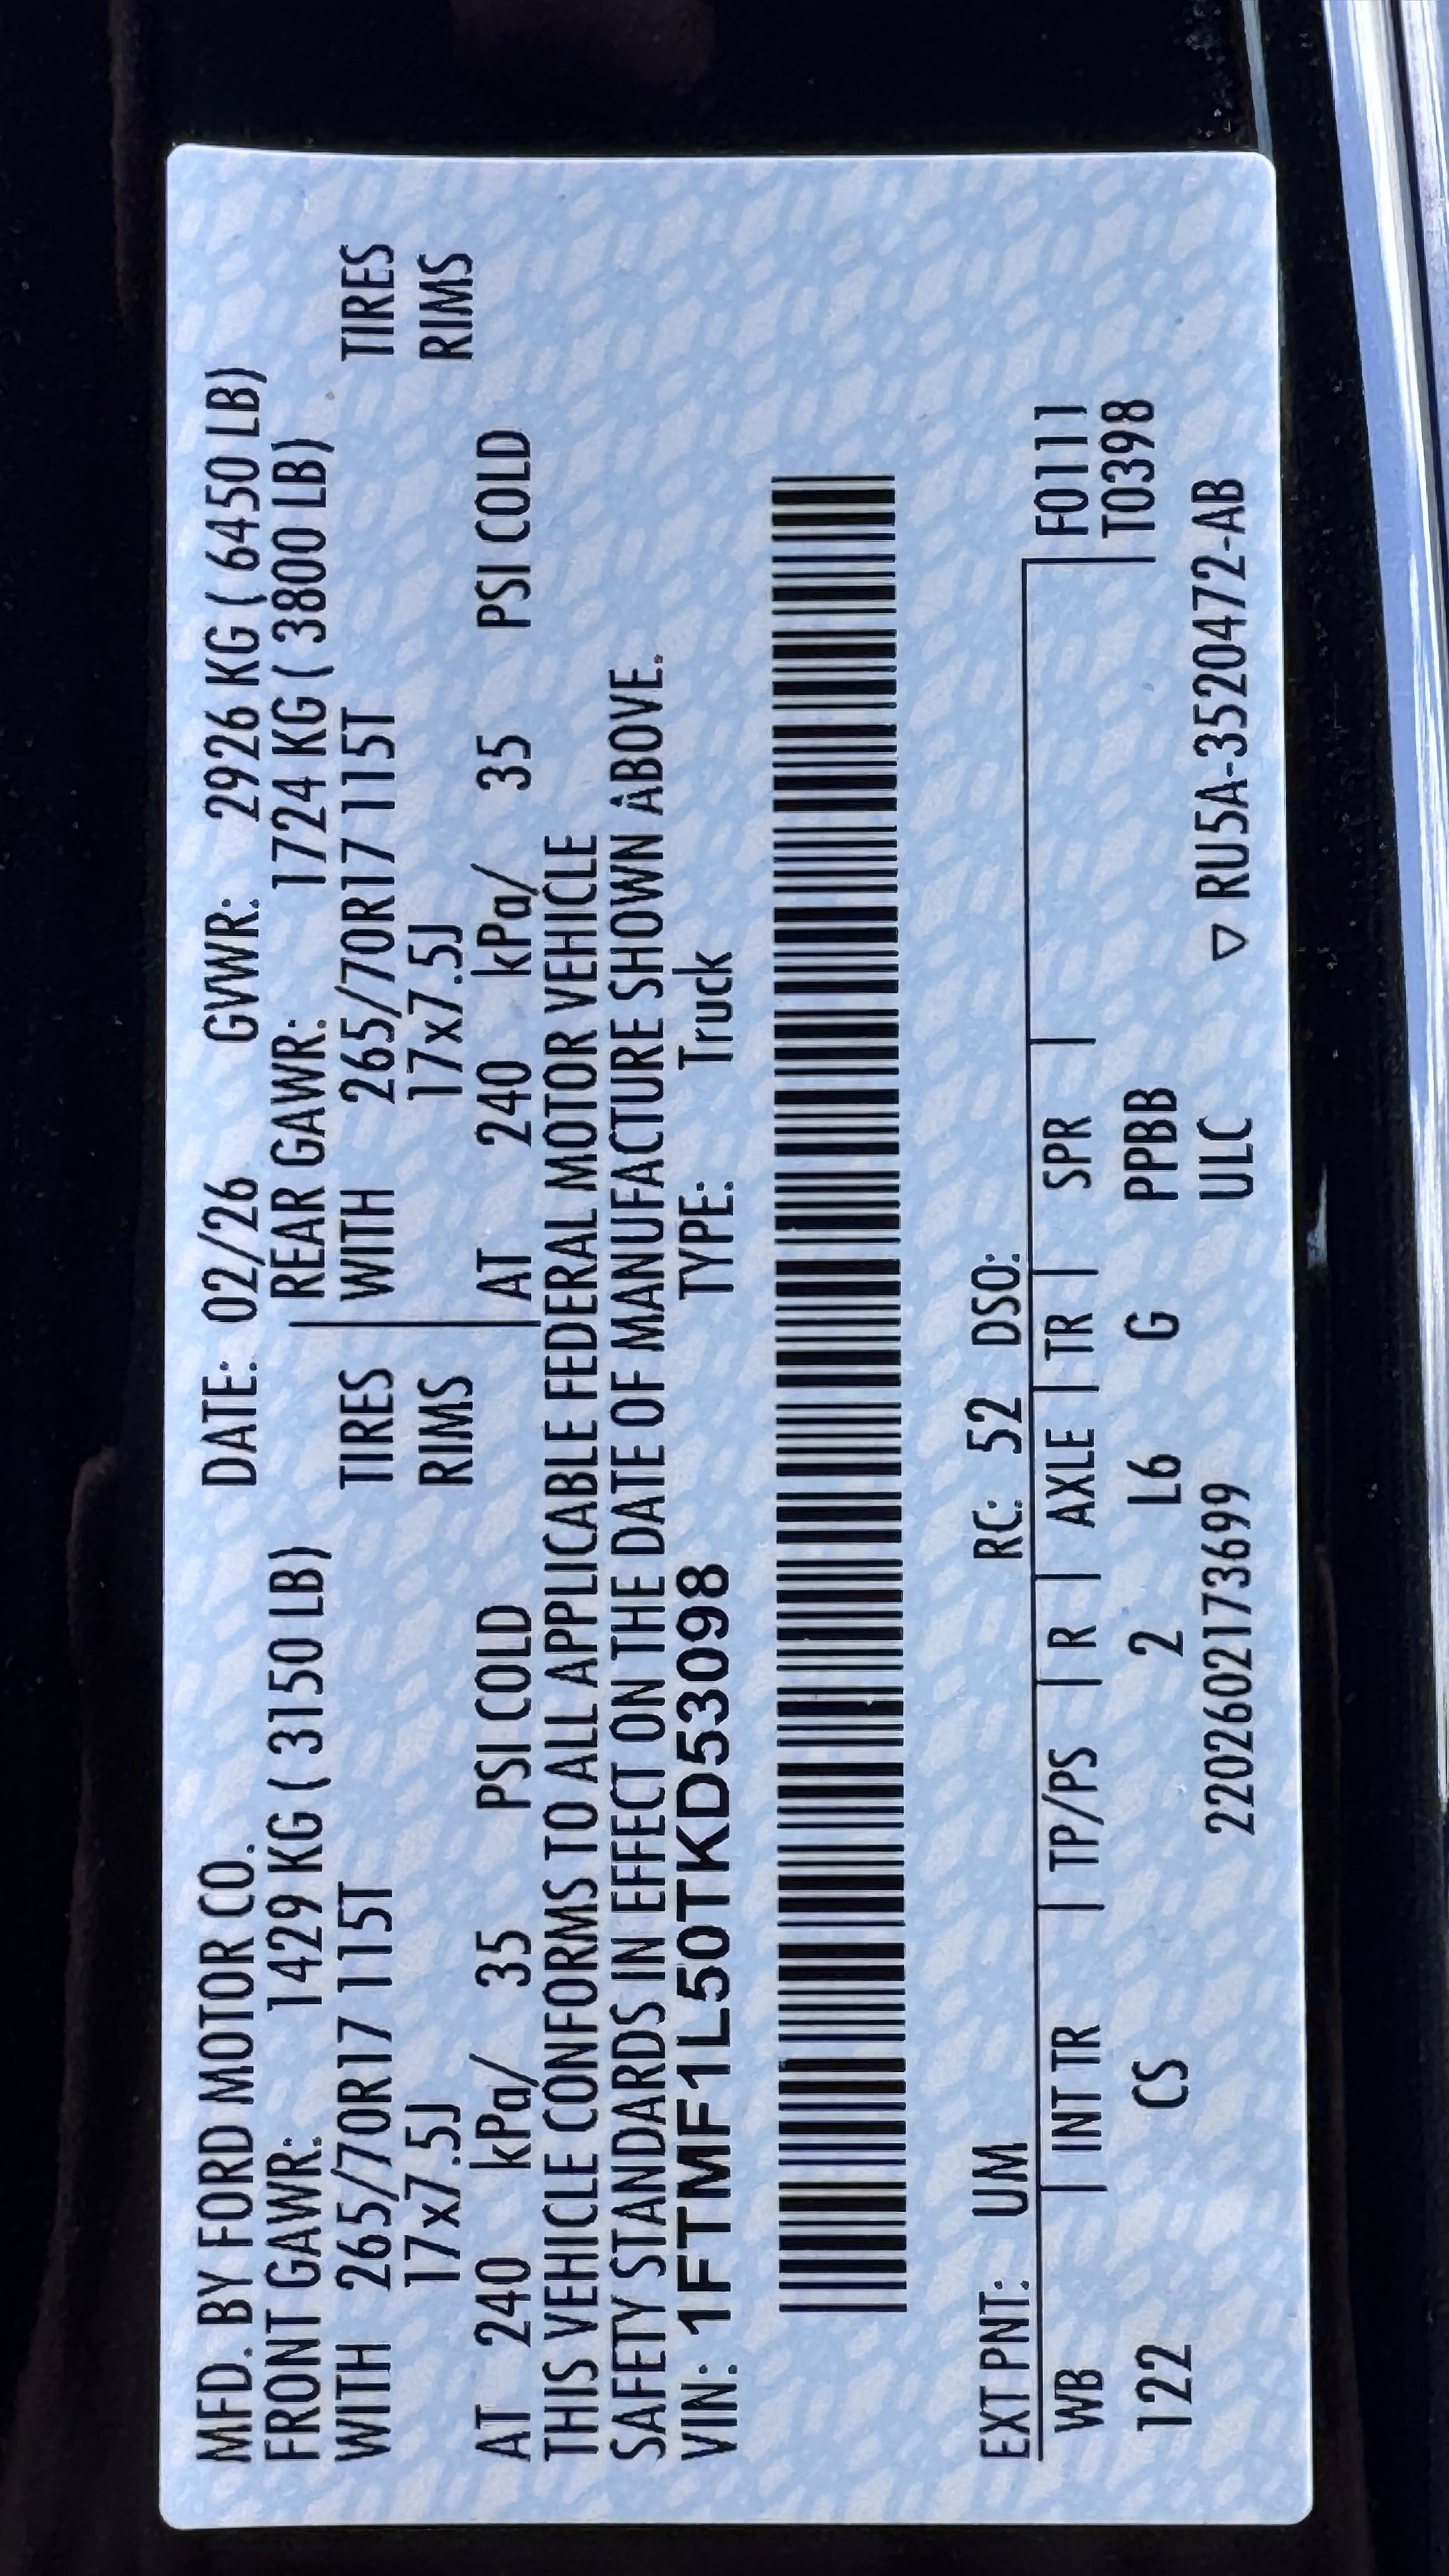 MFD. BY FORD MOTOR CO. DATE: 02/26 GVWR: 2926 KG ( 6450 LB)
FRONT GAWR: 1429 KG ( 3150 LB) REAR GAWR: 1724 KG ( 3800 LB)
WITH 265/70R17 115T TIRES WITH 265/70R17 115T TIRES
17x7.5J RIMS 17x7.5J RIMS
AT 240 kPa/ 35 PSI COLD AT 240 kPa/ 35 PSI COLD
THIS VEHICLE CONFORMS TO ALL APPLICABLE FEDERAL MOTOR VEHICLE
SAFETY STANDARDS IN EFFECT ON THE DATE OF MANUFACTURE SHOWN ABOVE.
VIN: 1FTMF1L50TKD53098 TYPE: Truck
EXT PNT: UM RC: 52 DSO:
WB | INT TR | TP/PS | R | AXLE | TR | SPR | F0111
122 CS 2 L6 G PPBB T0398
2202602173699 ULC ▽ RU5A-3520472-AB